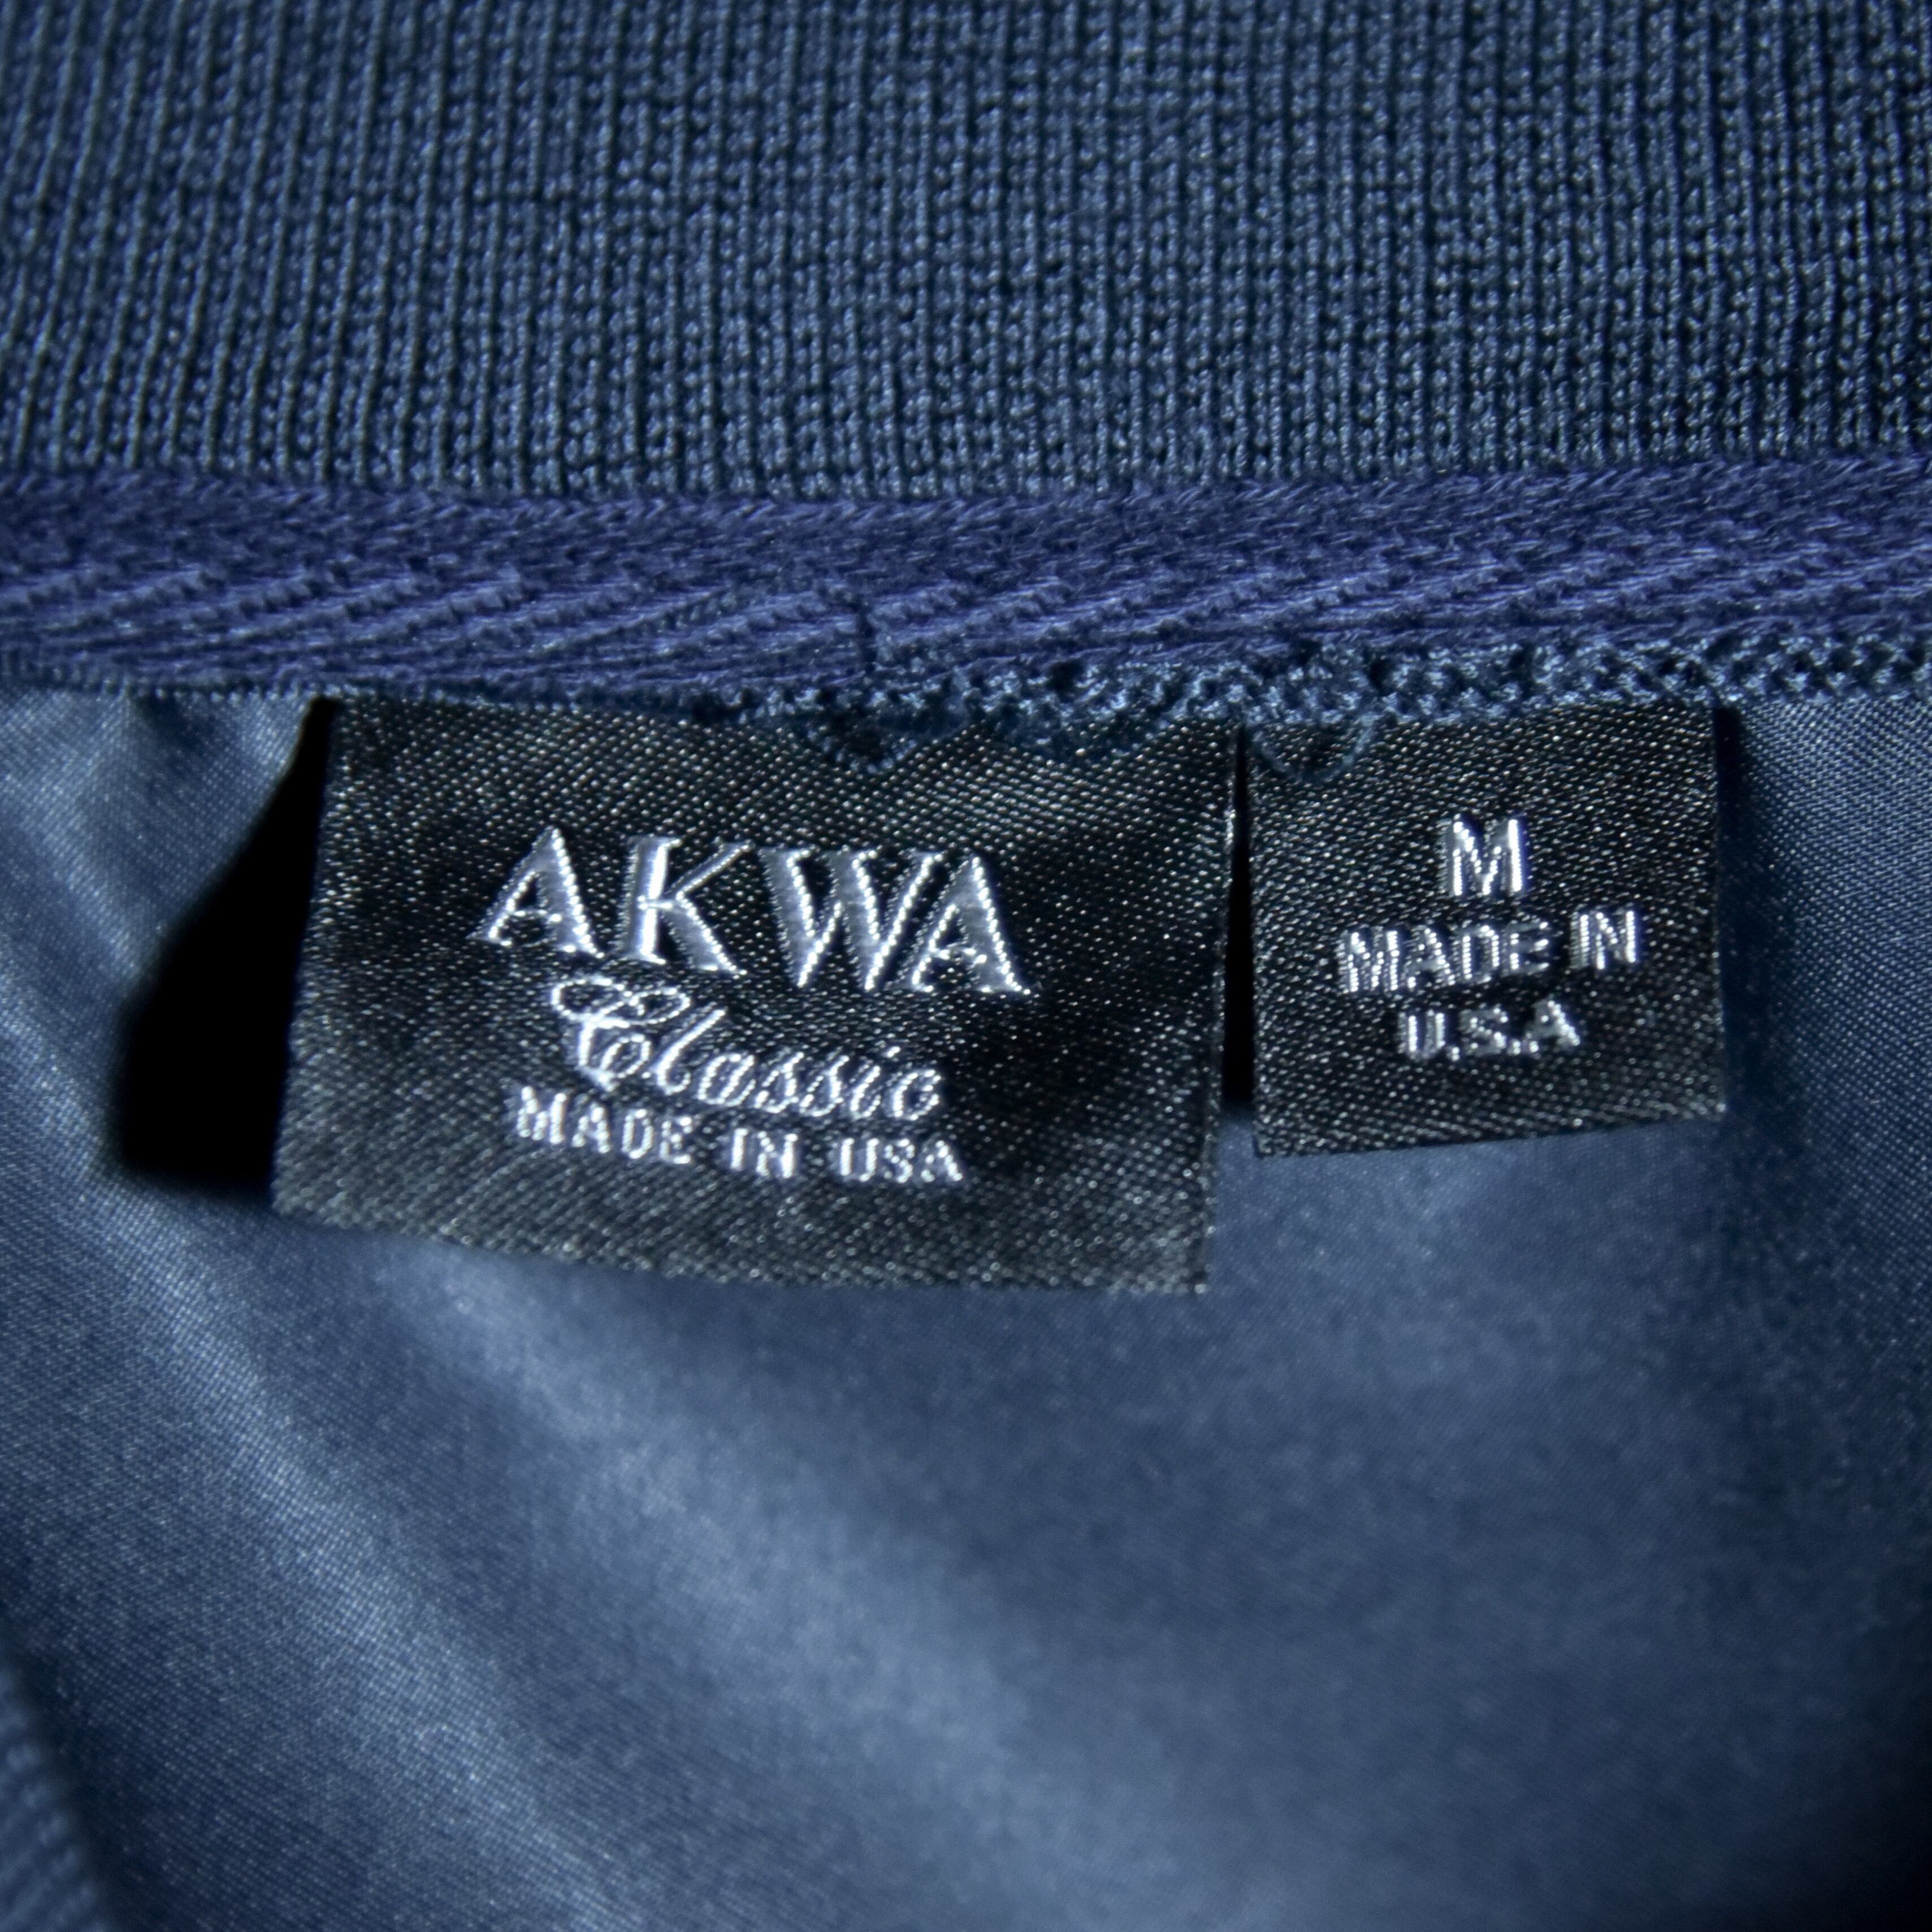 AKWA
Classic
MADE IN USA
M
MADE IN
U.S.A